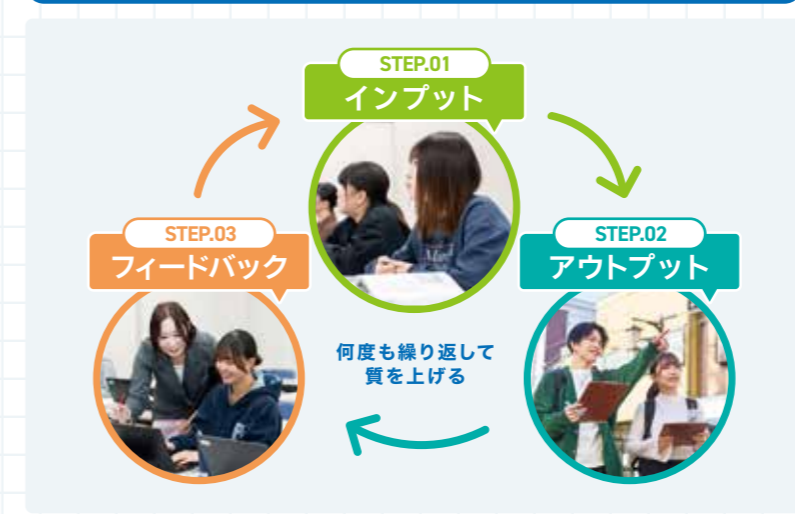 STEP.01
インプット
STEP.02
アウトプット
STEP.03
フィードバック
何度も繰り返して
質を上げる